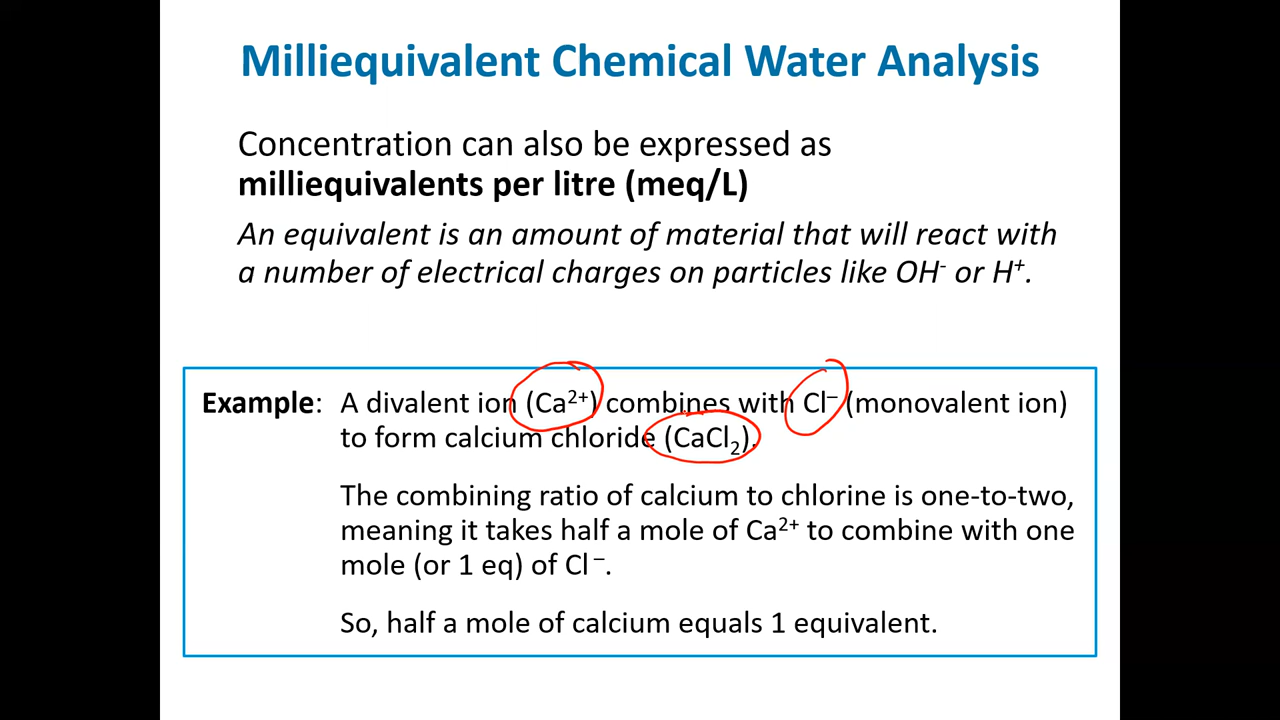 Milliequivalent Chemical Water Analysis
Concentration can also be expressed as
milliequivalents per litre (meq/L)
An equivalent is an amount of material that will react with
a number of electrical charges on particles like OH⁻ or H⁺.
Example: A divalent ion (Ca²⁺) combines with Cl⁻ (monovalent ion)
to form calcium chloride (CaCl₂).
The combining ratio of calcium to chlorine is one-to-two,
meaning it takes half a mole of Ca²⁺ to combine with one
mole (or 1 eq) of Cl⁻.
So, half a mole of calcium equals 1 equivalent.